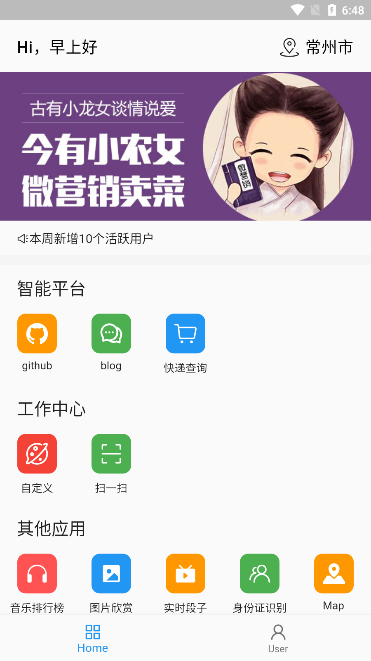 6:48
Hi，早上好
常州市
古有小龙女谈情说爱
今有小农女
微营销卖菜
本周新增10个活跃用户
智能平台
github
blog
快递查询
工作中心
自定义
扫一扫
其他应用
音乐排行榜
图片欣赏
实时段子
身份证识别
Map
Home
User